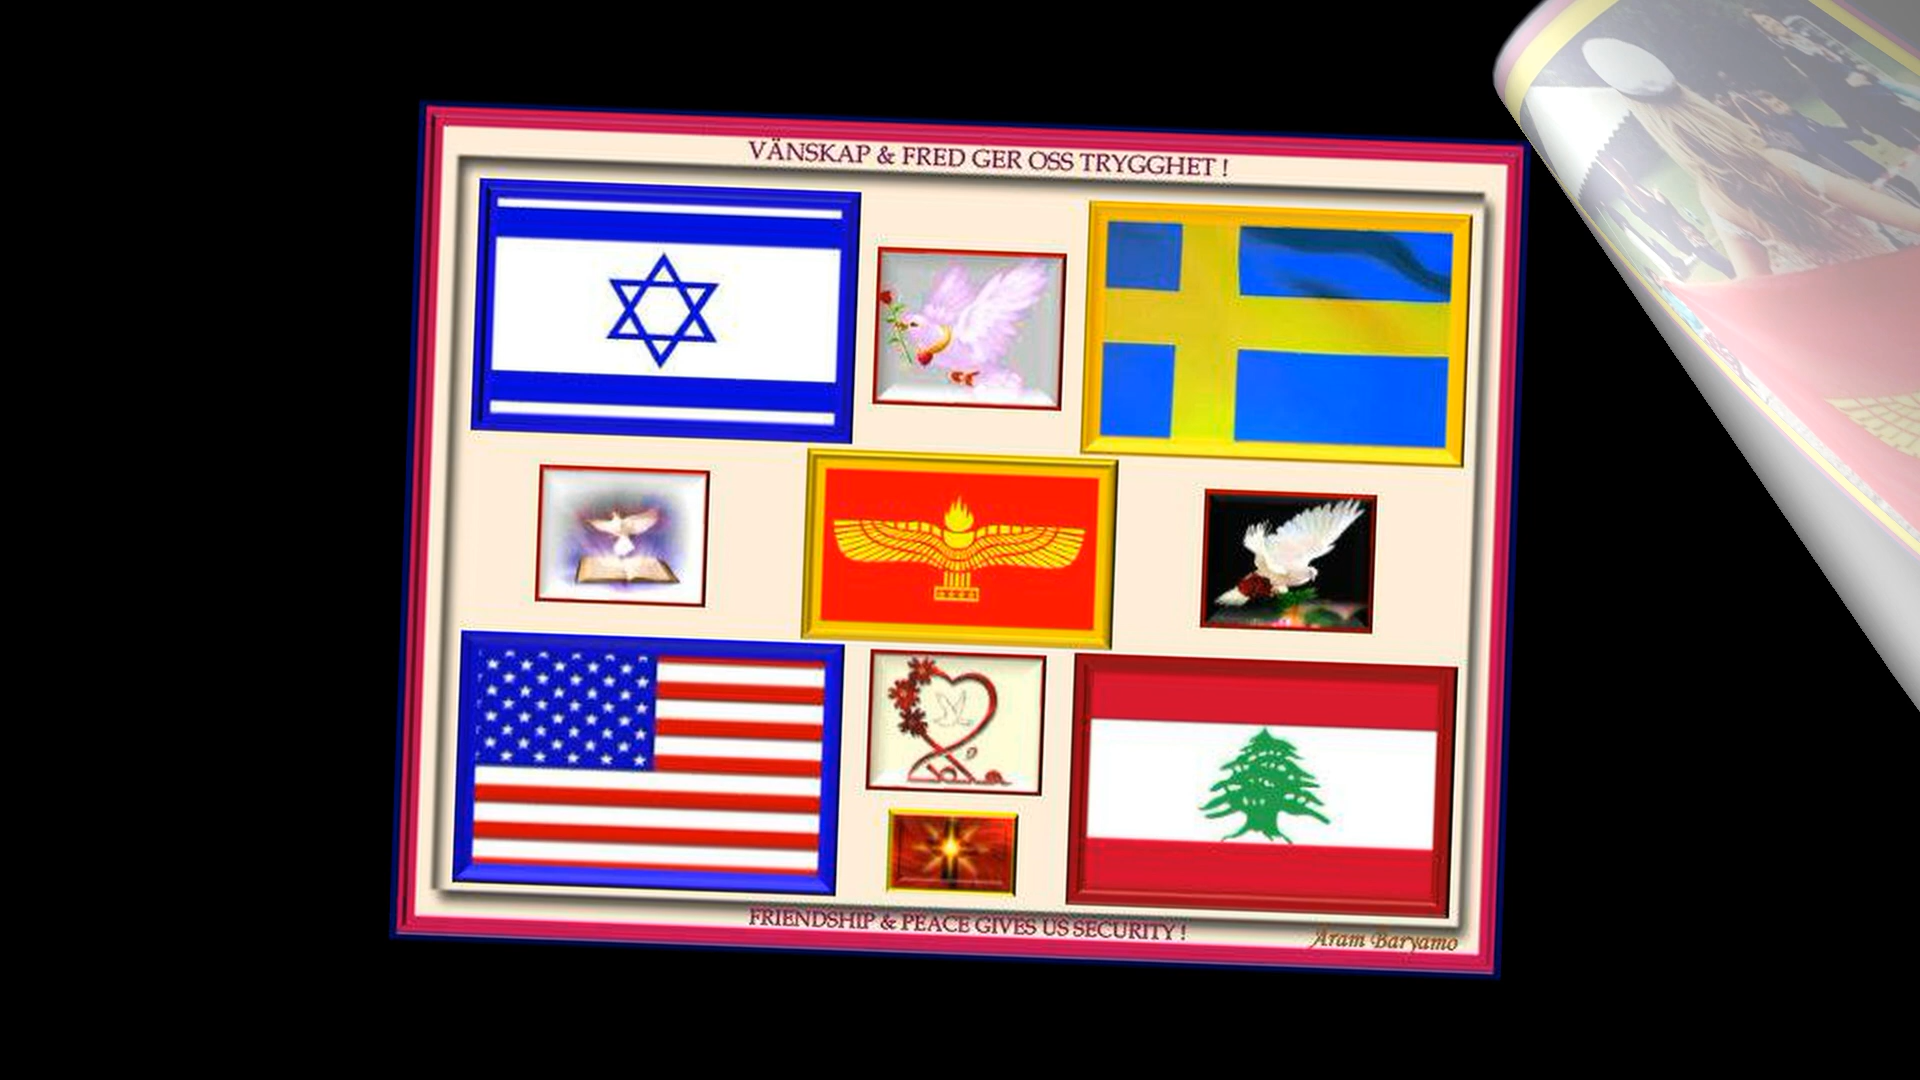 VÄNSKAP & FRED GER OSS TRYGGHET !
FRIENDSHIP & PEACE GIVES US SECURITY !
Aram Baryamo